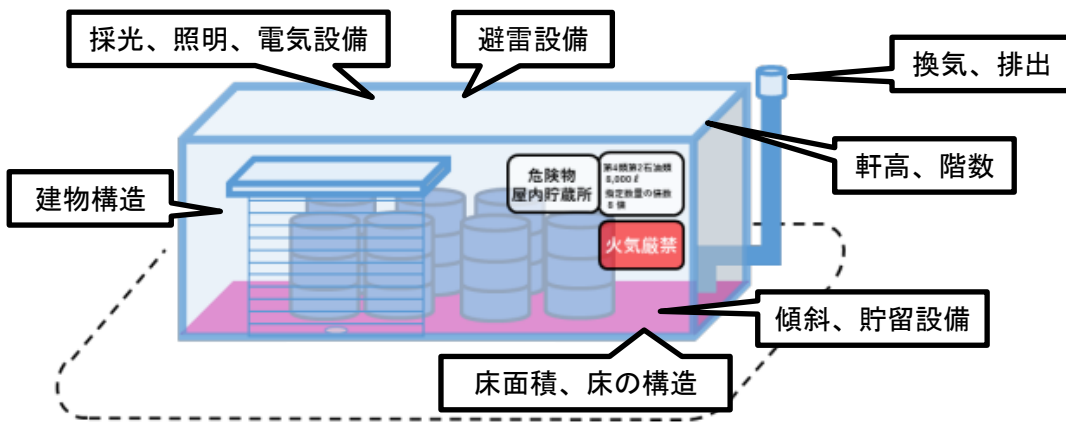 採光、照明、電気設備
避雷設備
換気、排出
軒高、階数
建物構造
危険物
屋内貯蔵所
第4類第2石油類
8,000ℓ
指定数量の倍数
8倍
火気厳禁
傾斜、貯留設備
床面積、床の構造